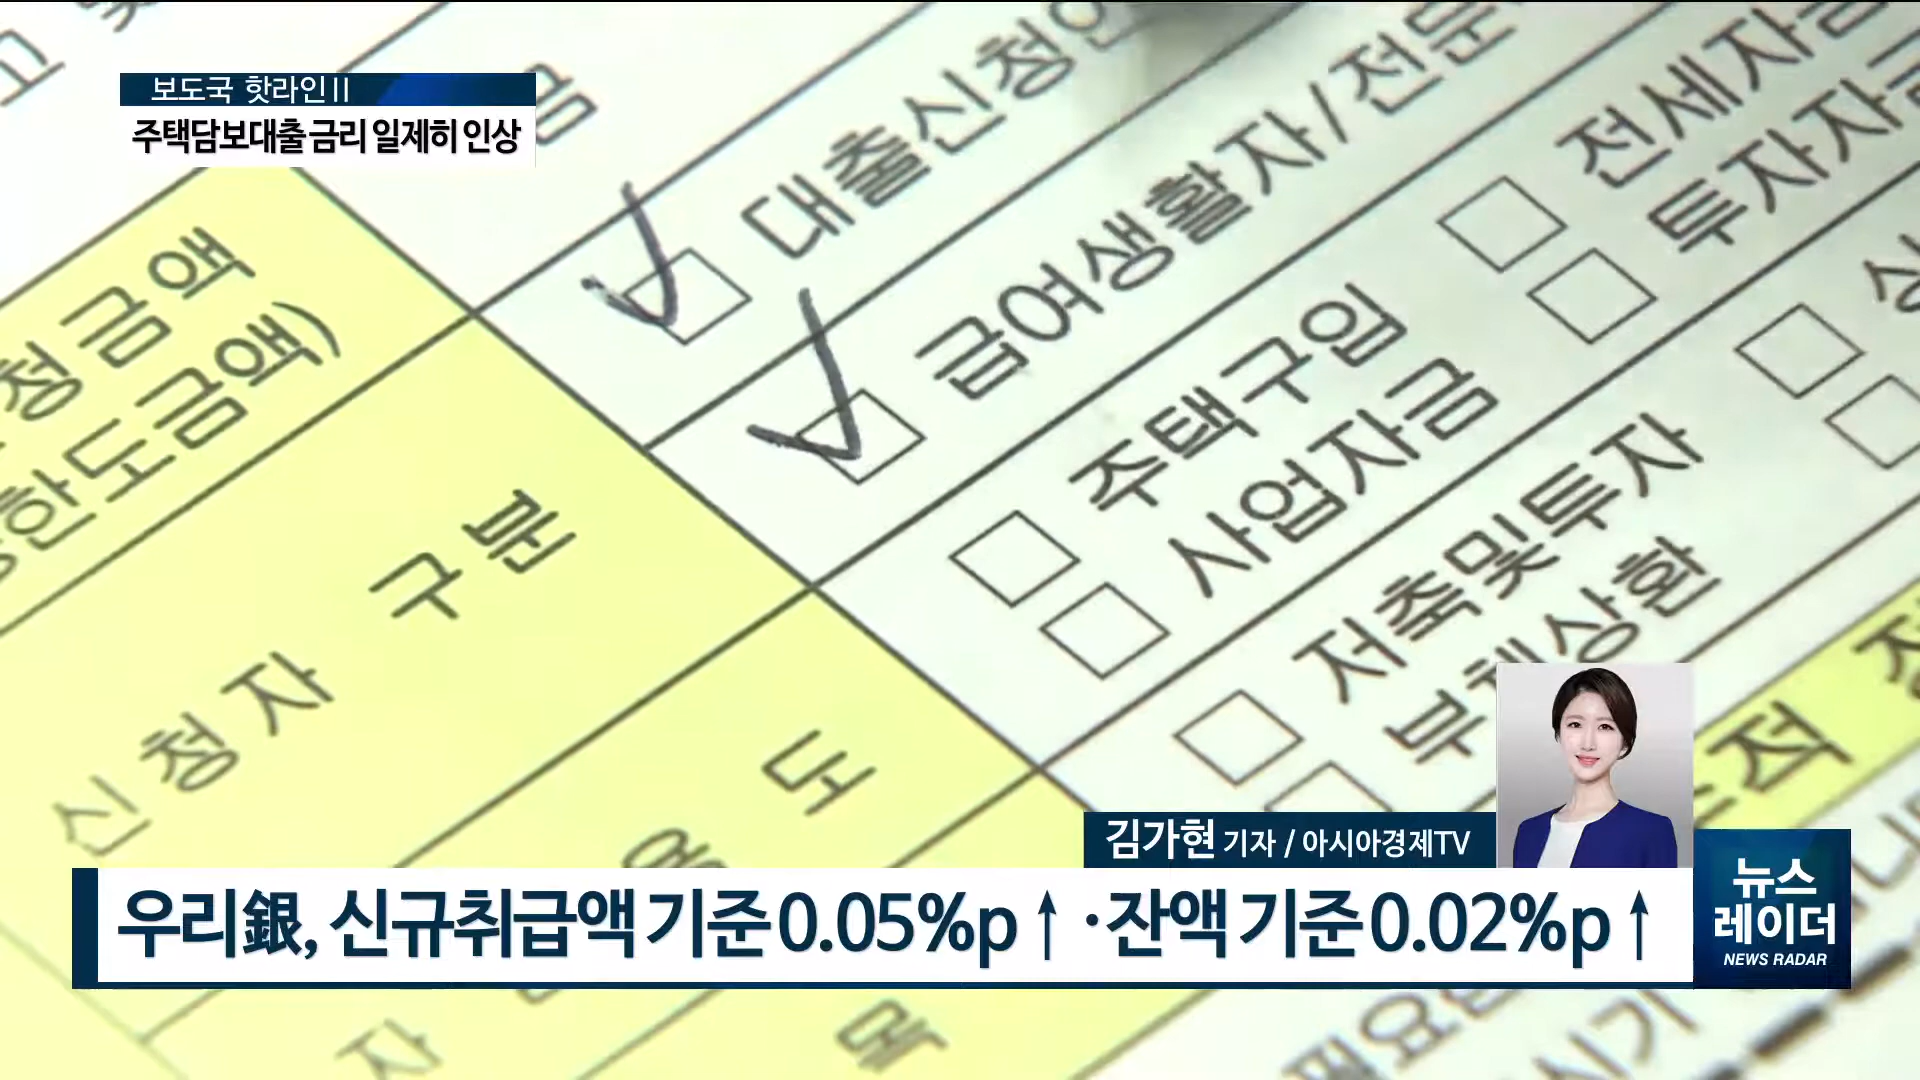 보도국 핫라인 II
주택담보대출 금리 일제히 인상
대출신청인
급여생활자/전문
전세자금
투자자금
주택구입
사업자금
저축및투자
부채상환
청금액
한도금액)
신청자 구분
도
목
김가현 기자 / 아시아경제TV
우리銀, 신규취급액 기준 0.05%p↑·잔액 기준 0.02%p↑
뉴스
레이더
NEWS RADAR